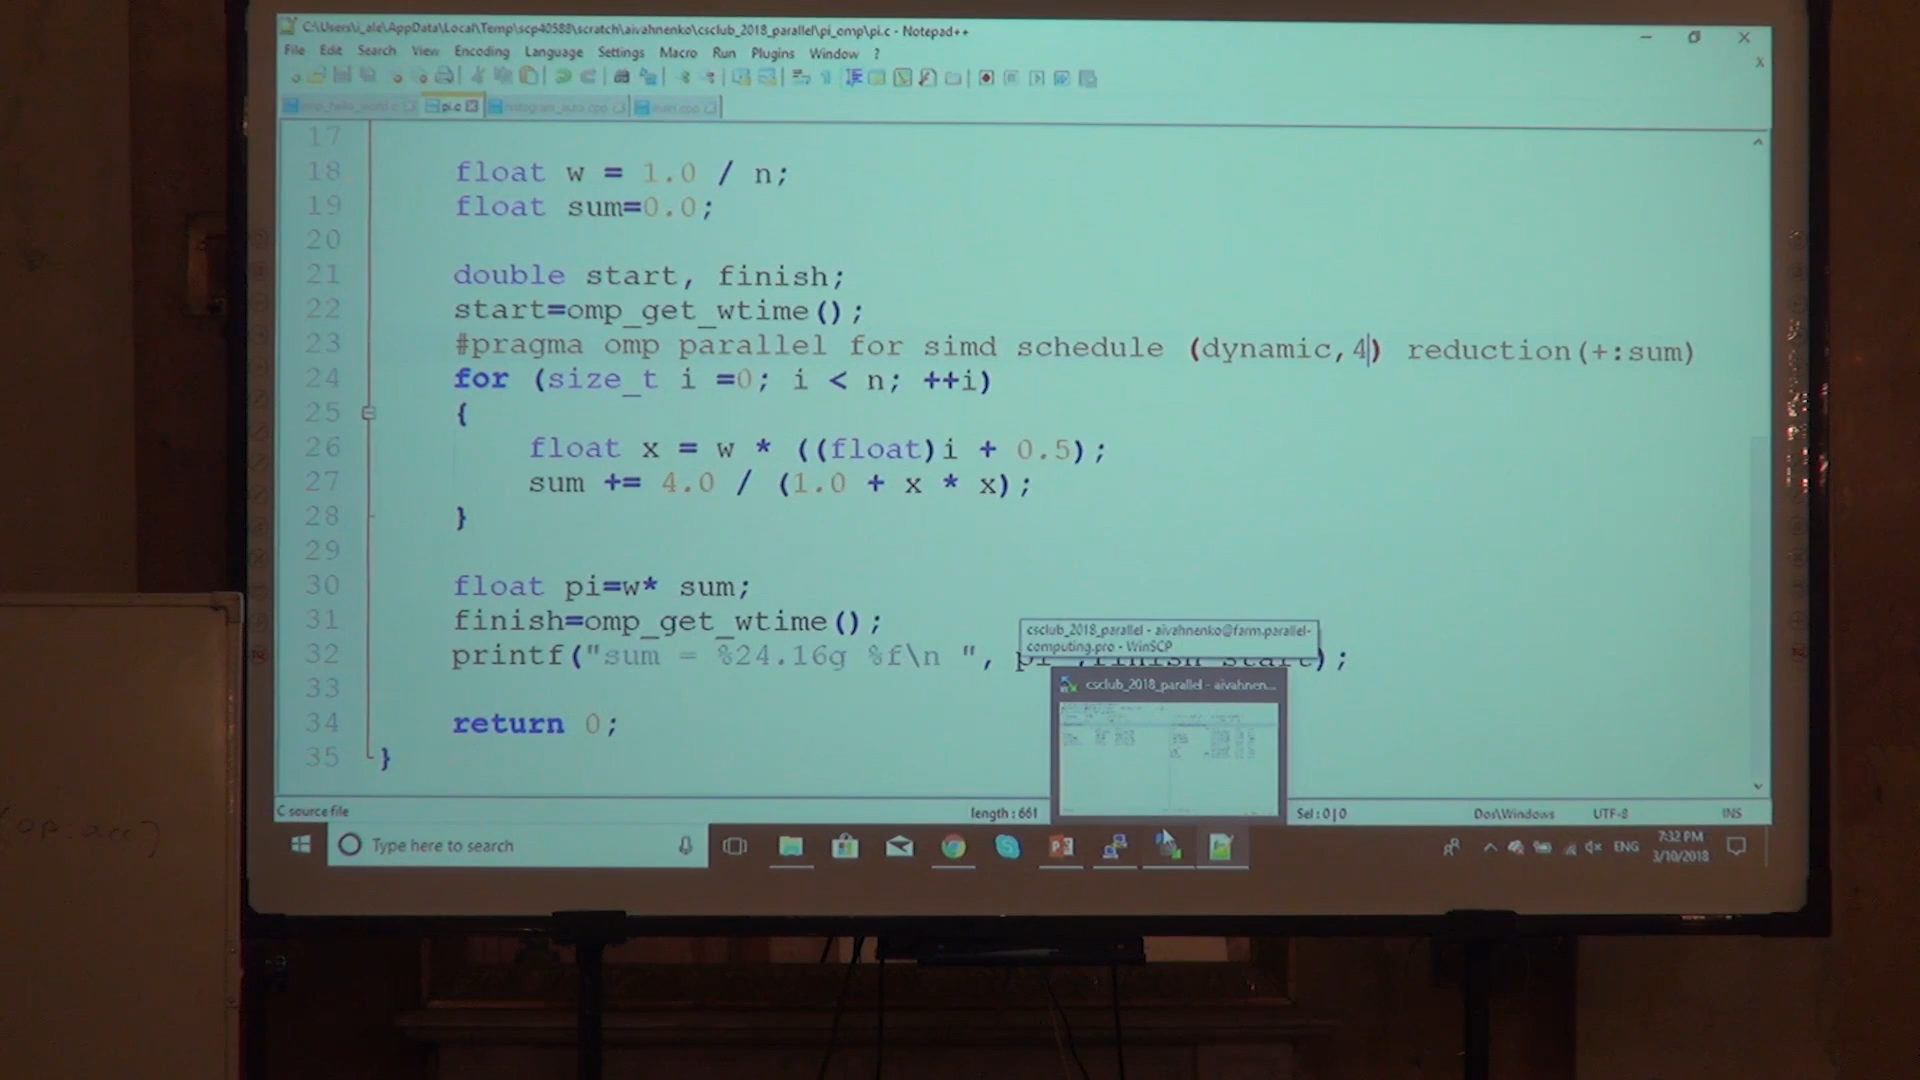 C:\Users\i_ale\AppData\Local\Temp\scp40588\scratch\aivahnenko\csclub_2018_parallel\pi_omp\pi.c - Notepad++
File Edit Search View Encoding Language Settings Macro Run Plugins Window ?
pi.c
17
18 float w = 1.0 / n;
19 float sum=0.0;
20
21 double start, finish;
22 start=omp_get_wtime();
23 #pragma omp parallel for simd schedule (dynamic,4) reduction(+:sum)
24 for (size_t i =0; i < n; ++i)
25 {
26 float x = w * ((float)i + 0.5);
27 sum += 4.0 / (1.0 + x * x);
28 }
29
30 float pi=w* sum;
31 finish=omp_get_wtime();
32 printf("sum = %24.16g %f\n ", );
33
34 return 0;
35 }
csclub_2018_parallel - aivahnenko@farm.parallel-
computing.pro - WinSCP
csclub_2018_parallel - aivahnen...
C source file length : 661 Sel : 0 | 0 Dos\Windows UTF-8 INS
Type here to search
ENG 7:32 PM
3/10/2018